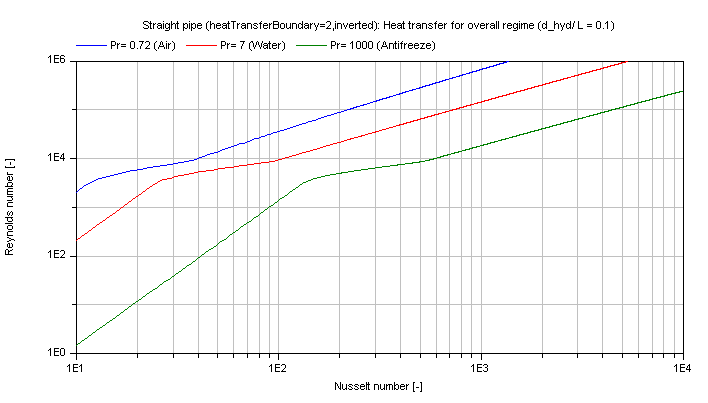 Straight pipe (heatTransferBoundary=2,inverted): Heat transfer for overall regime (d_hyd/ L = 0.1)
Pr= 0.72 (Air) Pr= 7 (Water) Pr= 1000 (Antifreeze)
1E6
1E4
1E2
1E0
Reynolds number [-]
1E1 1E2 1E3 1E4
Nusselt number [-]